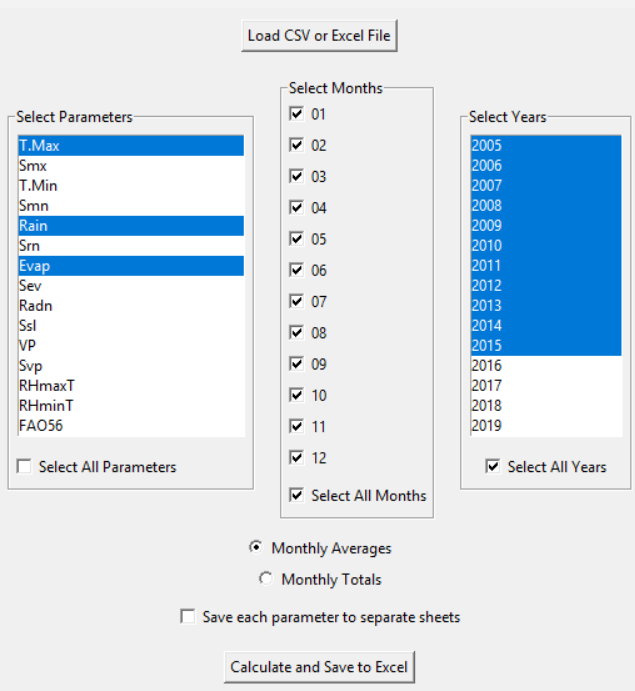 Load CSV or Excel File
Select Parameters
T.Max
Smx
T.Min
Smn
Rain
Srn
Evap
Sev
Radn
Ssl
VP
Svp
RHmaxT
RHminT
FAO56
Select All Parameters
Select Months
01
02
03
04
05
06
07
08
09
10
11
12
Select All Months
Select Years
2005
2006
2007
2008
2009
2010
2011
2012
2013
2014
2015
2016
2017
2018
2019
Select All Years
Monthly Averages
Monthly Totals
Save each parameter to separate sheets
Calculate and Save to Excel